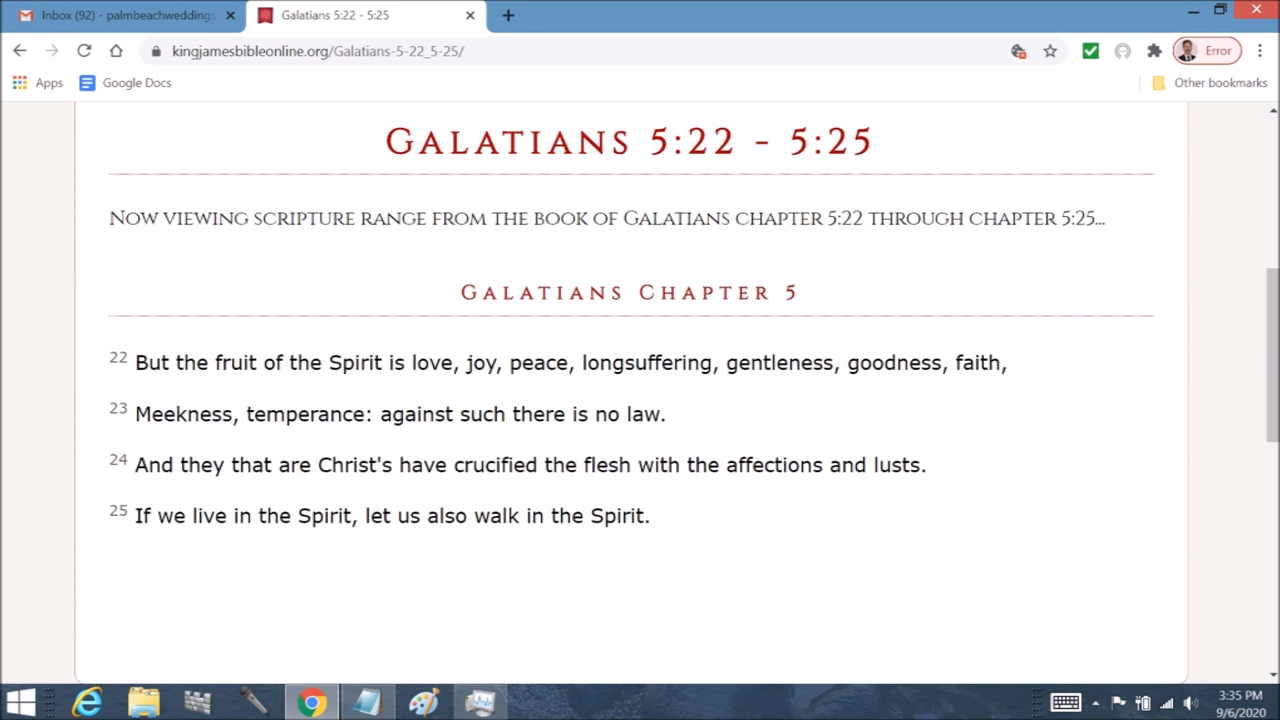 Inbox (92) - palmbeachwedding
Galatians 5:22 - 5:25
kingjamesbibleonline.org/Galatians-5-22_5-25/
Error
Apps
Google Docs
Other bookmarks
Galatians 5:22 - 5:25
Now viewing scripture range from the book of Galatians chapter 5:22 through chapter 5:25...
Galatians Chapter 5
22 But the fruit of the Spirit is love, joy, peace, longsuffering, gentleness, goodness, faith,
23 Meekness, temperance: against such there is no law.
24 And they that are Christ's have crucified the flesh with the affections and lusts.
25 If we live in the Spirit, let us also walk in the Spirit.
3:35 PM
9/6/2020